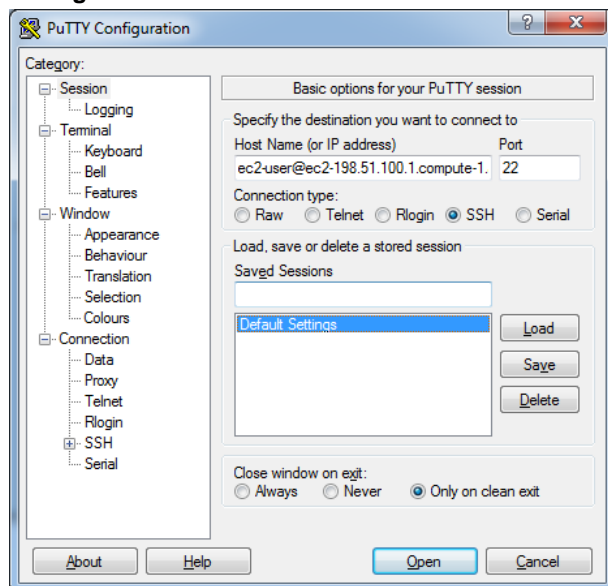 PuTTY Configuration
Category:
Session
Logging
Terminal
Keyboard
Bell
Features
Window
Appearance
Behaviour
Translation
Selection
Colours
Connection
Data
Proxy
Telnet
Rlogin
SSH
Serial
Basic options for your PuTTY session
Specify the destination you want to connect to
Host Name (or IP address) Port
ec2-user@ec2-198.51.100.1.compute-1. 22
Connection type:
Raw Telnet Rlogin SSH Serial
Load, save or delete a stored session
Saved Sessions
Default Settings
Load
Save
Delete
Close window on exit:
Always Never Only on clean exit
About Help Open Cancel